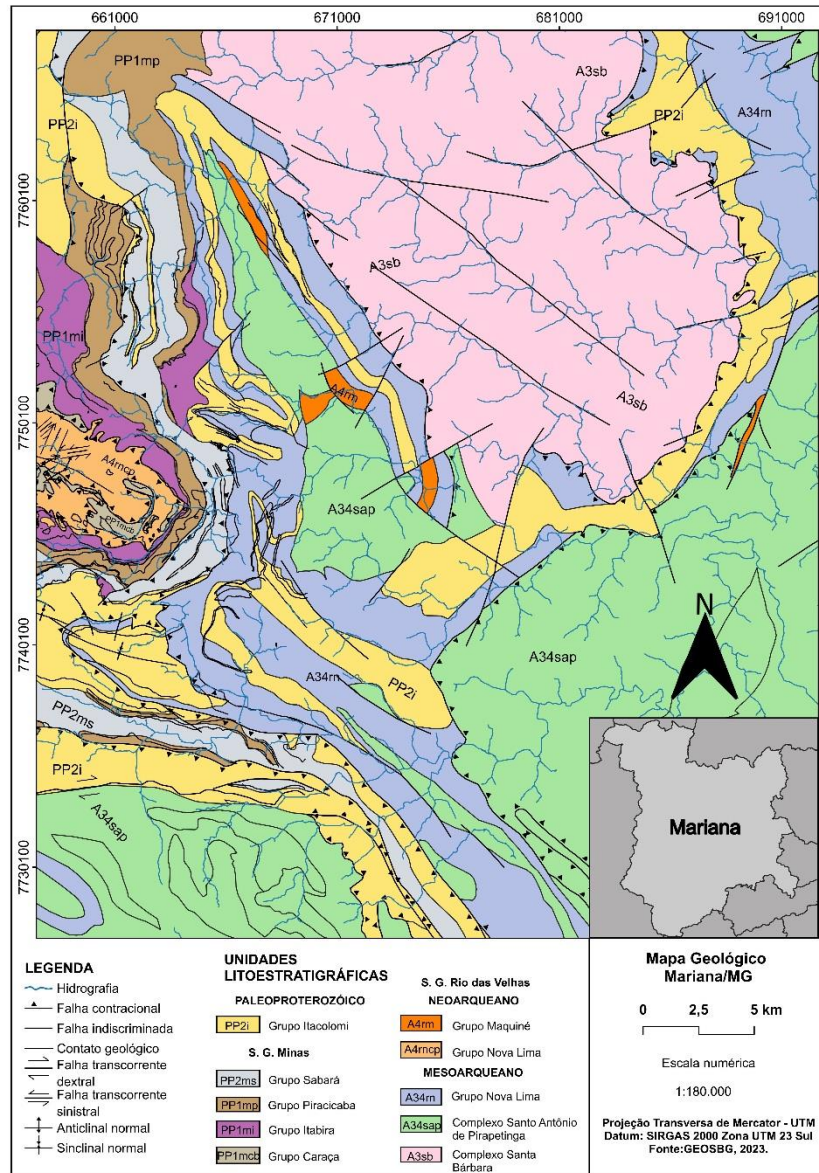 661000
671000
681000
691000
7760100
7750100
7740100
7730100
PP1mp
A3sb
PP2i
A34rn
PP2i
A3sb
PP1mi
A3sb
A4rm
A4rncp
PP1mcb
A34sap
N
A34sap
A34rn
PP2i
PP2ms
PP2i
A34sap
Mariana
LEGENDA
Hidrografia
Falha contracional
Falha indiscriminada
Contato geológico
Falha transcorrente
dextral
Falha transcorrente
sinistral
Anticlinal normal
Sinclinal normal
UNIDADES
LITOESTRATIGRÁFICAS
PALEOPROTEROZÓICO
PP2i Grupo Itacolomi
S. G. Minas
PP2ms Grupo Sabará
PP1mp Grupo Piracicaba
PP1mi Grupo Itabira
PP1mcb Grupo Caraça
S. G. Rio das Velhas
NEOARQUEANO
A4rm Grupo Maquiné
A4rncp Grupo Nova Lima
MESOARQUEANO
A34rn Grupo Nova Lima
A34sap Complexo Santo Antônio
de Pirapetinga
A3sb Complexo Santa
Bárbara
Mapa Geológico
Mariana/MG
0 2,5 5 km
Escala numérica
1:180.000
Projeção Transversa de Mercator - UTM
Datum: SIRGAS 2000 Zona UTM 23 Sul
Fonte:GEOSBG, 2023.